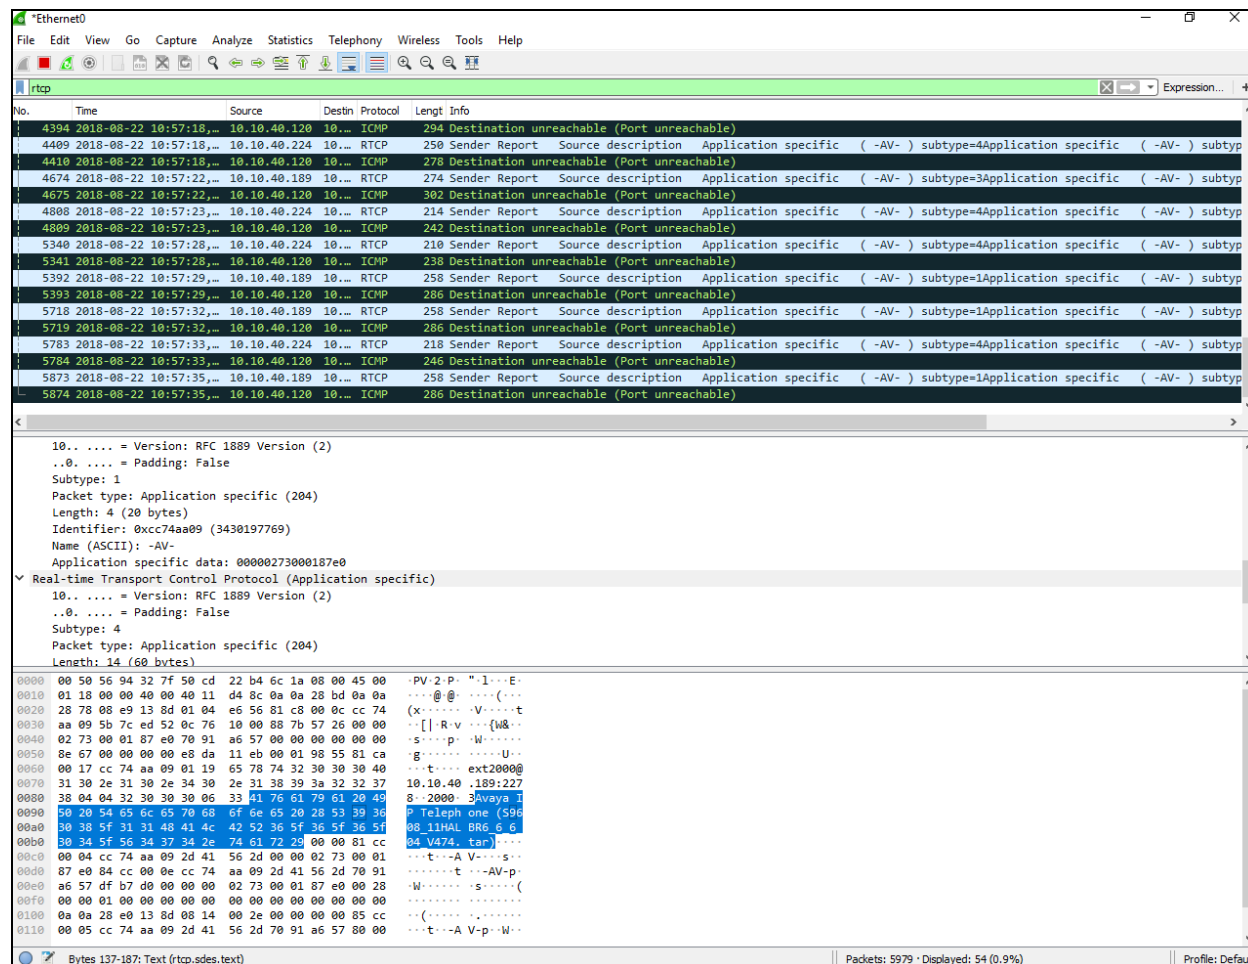 *Ethernet0
File Edit View Go Capture Analyze Statistics Telephony Wireless Tools Help
rtcp
Expression... +
No. Time Source Destin Protocol Lengt Info
4394 2018-08-22 10:57:18,… 10.10.40.120 10.… ICMP 294 Destination unreachable (Port unreachable)
4409 2018-08-22 10:57:18,… 10.10.40.224 10.… RTCP 250 Sender Report Source description Application specific ( -AV- ) subtype=4Application specific ( -AV- ) subtyp
4410 2018-08-22 10:57:18,… 10.10.40.120 10.… ICMP 278 Destination unreachable (Port unreachable)
4674 2018-08-22 10:57:22,… 10.10.40.189 10.… RTCP 274 Sender Report Source description Application specific ( -AV- ) subtype=3Application specific ( -AV- ) subtyp
4675 2018-08-22 10:57:22,… 10.10.40.120 10.… ICMP 302 Destination unreachable (Port unreachable)
4808 2018-08-22 10:57:23,… 10.10.40.224 10.… RTCP 214 Sender Report Source description Application specific ( -AV- ) subtype=4Application specific ( -AV- ) subtyp
4809 2018-08-22 10:57:23,… 10.10.40.120 10.… ICMP 242 Destination unreachable (Port unreachable)
5340 2018-08-22 10:57:28,… 10.10.40.224 10.… RTCP 210 Sender Report Source description Application specific ( -AV- ) subtype=4Application specific ( -AV- ) subtyp
5341 2018-08-22 10:57:28,… 10.10.40.120 10.… ICMP 238 Destination unreachable (Port unreachable)
5392 2018-08-22 10:57:29,… 10.10.40.189 10.… RTCP 258 Sender Report Source description Application specific ( -AV- ) subtype=1Application specific ( -AV- ) subtyp
5393 2018-08-22 10:57:29,… 10.10.40.120 10.… ICMP 286 Destination unreachable (Port unreachable)
5718 2018-08-22 10:57:32,… 10.10.40.189 10.… RTCP 258 Sender Report Source description Application specific ( -AV- ) subtype=1Application specific ( -AV- ) subtyp
5719 2018-08-22 10:57:32,… 10.10.40.120 10.… ICMP 286 Destination unreachable (Port unreachable)
5783 2018-08-22 10:57:33,… 10.10.40.224 10.… RTCP 218 Sender Report Source description Application specific ( -AV- ) subtype=4Application specific ( -AV- ) subtyp
5784 2018-08-22 10:57:33,… 10.10.40.120 10.… ICMP 246 Destination unreachable (Port unreachable)
5873 2018-08-22 10:57:35,… 10.10.40.189 10.… RTCP 258 Sender Report Source description Application specific ( -AV- ) subtype=1Application specific ( -AV- ) subtyp
5874 2018-08-22 10:57:35,… 10.10.40.120 10.… ICMP 286 Destination unreachable (Port unreachable)
10.. .... = Version: RFC 1889 Version (2)
..0. .... = Padding: False
Subtype: 1
Packet type: Application specific (204)
Length: 4 (20 bytes)
Identifier: 0xcc74aa09 (3430197769)
Name (ASCII): -AV-
Application specific data: 00000273000187e0
Real-time Transport Control Protocol (Application specific)
10.. .... = Version: RFC 1889 Version (2)
..0. .... = Padding: False
Subtype: 4
Packet type: Application specific (204)
Length: 14 (60 bytes)
0000 00 50 56 94 32 7f 50 cd 22 b4 6c 1a 08 00 45 00 ·PV·2·P· "·l···E·
0010 01 18 00 00 40 00 40 11 d4 8c 0a 0a 28 bd 0a 0a ····@·@· ····(···
0020 28 78 08 e9 13 8d 01 04 e6 56 81 c8 00 0c cc 74 (x······ ·V·····t
0030 aa 09 5b 7c ed 52 0c 76 10 00 88 7b 57 26 00 00 ··[|·R·v ···{W&··
0040 02 73 00 01 87 e0 70 91 a6 57 00 00 00 00 00 00 ·s····p· ·W······
0050 8e 67 00 00 00 00 e8 da 11 eb 00 01 98 55 81 ca ·g······ ·····U··
0060 00 17 cc 74 aa 09 01 19 65 78 74 32 30 30 30 40 ···t···· ext2000@
0070 31 30 2e 31 30 2e 34 30 2e 31 38 39 3a 32 32 37 10.10.40 .189:227
0080 38 04 04 32 30 30 30 06 33 41 76 61 79 61 20 49 8··2000· 3Avaya I
0090 50 20 54 65 6c 65 70 68 6f 6e 65 20 28 53 39 36 P Teleph one (S96
00a0 30 38 5f 31 31 48 41 4c 42 52 36 5f 36 5f 36 5f 08_11HAL BR6_6_6_
00b0 30 34 5f 56 34 37 34 2e 74 61 72 29 00 00 81 cc 04_V474. tar)····
00c0 00 04 cc 74 aa 09 2d 41 56 2d 00 00 02 73 00 01 ···t··-A V-···s··
00d0 87 e0 84 cc 00 0e cc 74 aa 09 2d 41 56 2d 70 91 ·······t ··-AV-p·
00e0 a6 57 df b7 d0 00 00 00 02 73 00 01 87 e0 00 28 ·W······ ·s·····(
00f0 00 00 01 00 00 00 00 00 00 00 00 00 00 00 00 00 ········ ········
0100 0a 0a 28 e0 13 8d 08 14 00 2e 00 00 00 00 85 cc ··(····· ·.······
0110 00 05 cc 74 aa 09 2d 41 56 2d 70 91 a6 57 80 00 ···t··-A V-p··W··
Bytes 137-187: Text (rtcp.sdes.text) Packets: 5979 · Displayed: 54 (0.9%) Profile: Defau